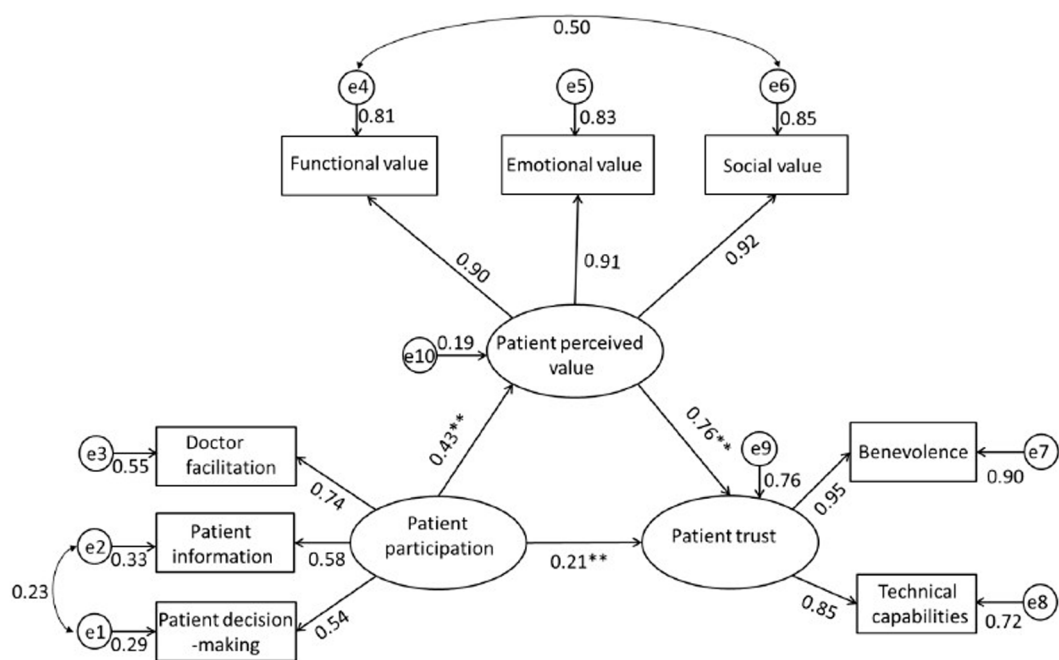 0.50
e4
e5
e6
0.81
0.83
0.85
Functional value
Emotional value
Social value
0.90
0.91
0.92
e10
0.19
Patient perceived
value
0.43**
0.76**
e9
0.76
e3
0.55
Doctor
facilitation
0.74
Benevolence
e7
0.90
0.95
e2
0.33
Patient
information
0.58
Patient
participation
0.21**
Patient trust
0.23
e1
0.29
Patient decision
-making
0.54
0.85
Technical
capabilities
e8
0.72